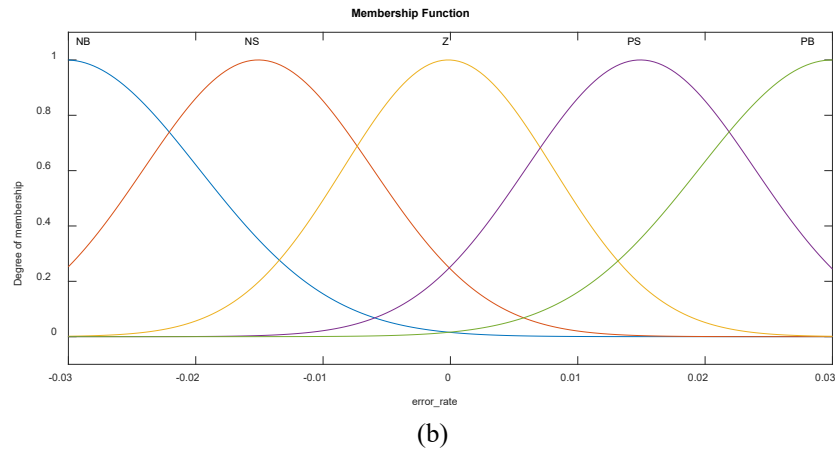 Membership Function
NB NS Z PS PB
1
0.8
0.6
0.4
0.2
0
Degree of membership
-0.03 -0.02 -0.01 0 0.01 0.02 0.03
error_rate
(b)